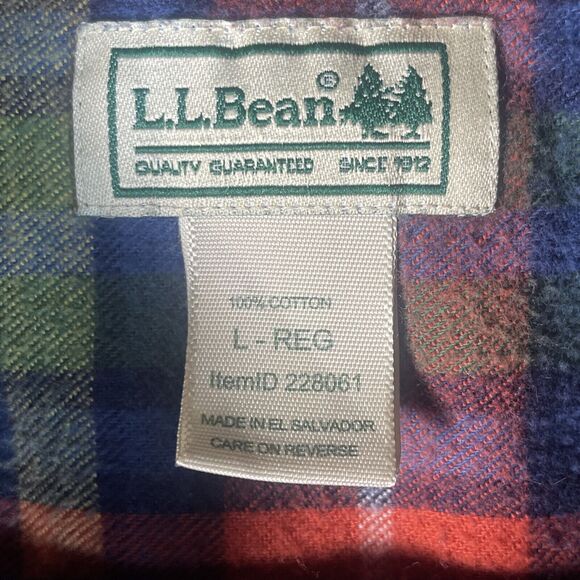 L.L.Bean®
QUALITY GUARANTEED SINCE 1912
100% COTTON
L - REG
ItemID 228061
MADE IN EL SALVADOR
CARE ON REVERSE